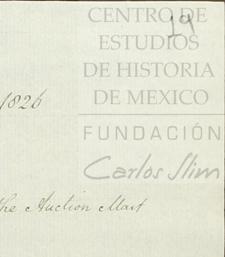 19
CENTRO DE
ESTUDIOS
DE HISTORIA
DE MEXICO
1826
FUNDACIÓN
Carlos Slim
the Auction Mart